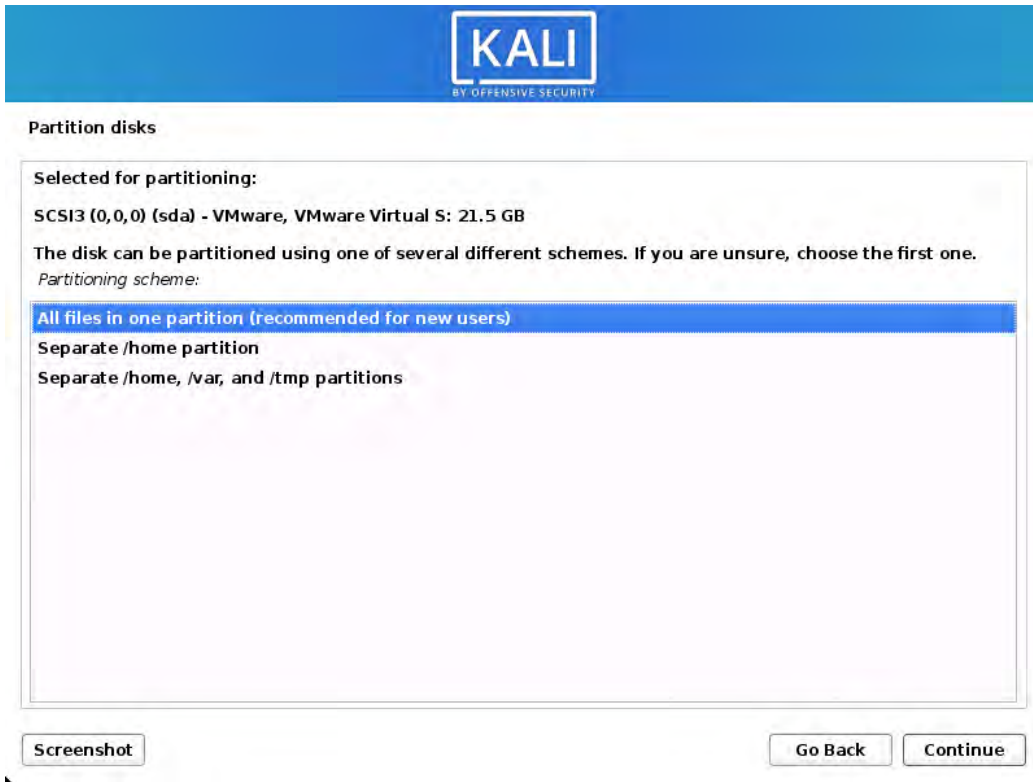 KALI
BY OFFENSIVE SECURITY
Partition disks
Selected for partitioning:
SCSI3 (0,0,0) (sda) - VMware, VMware Virtual S: 21.5 GB
The disk can be partitioned using one of several different schemes. If you are unsure, choose the first one.
Partitioning scheme:
All files in one partition (recommended for new users)
Separate /home partition
Separate /home, /var, and /tmp partitions
Screenshot
Go Back
Continue